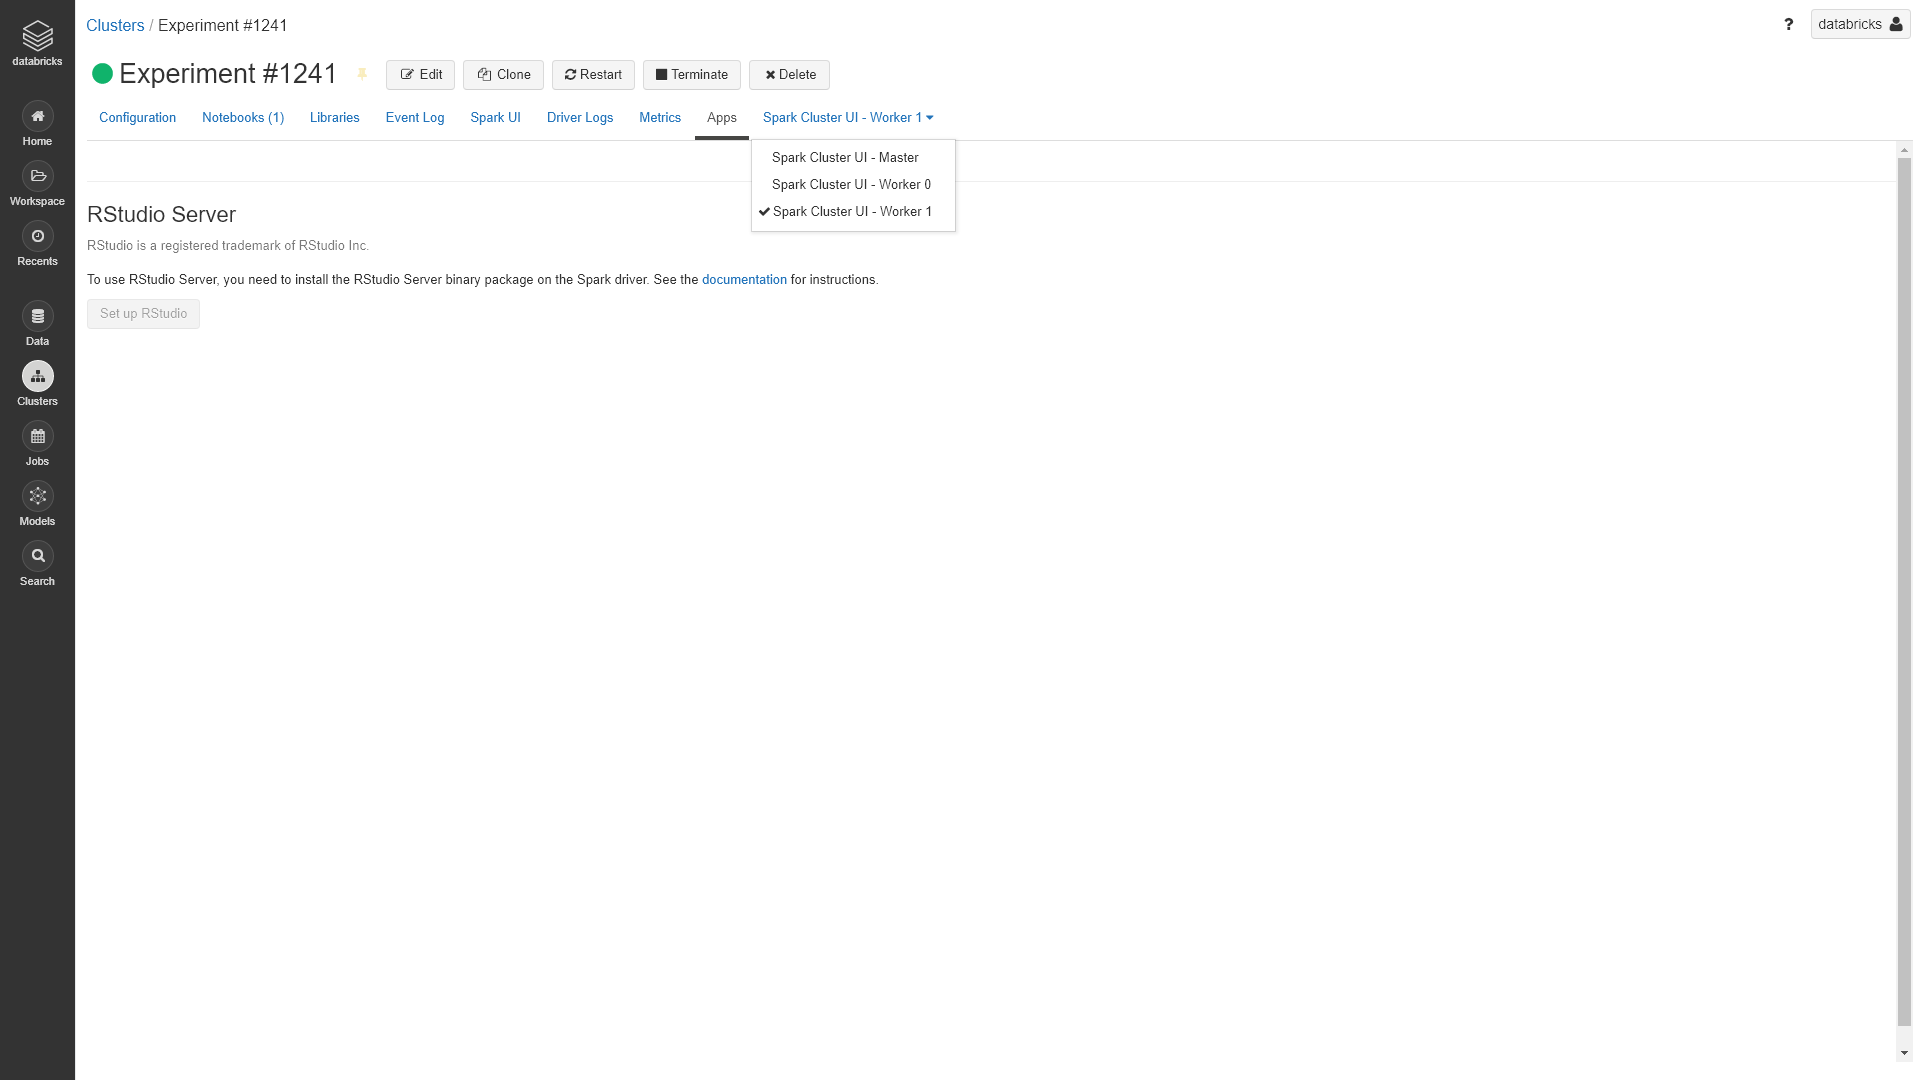 databricks
Home
Workspace
Recents
Data
Clusters
Jobs
Models
Search
Clusters / Experiment #1241
? databricks
Experiment #1241 Edit Clone Restart Terminate Delete
Configuration Notebooks (1) Libraries Event Log Spark UI Driver Logs Metrics Apps Spark Cluster UI - Worker 1
Spark Cluster UI - Master
Spark Cluster UI - Worker 0
Spark Cluster UI - Worker 1
RStudio Server
RStudio is a registered trademark of RStudio Inc.
To use RStudio Server, you need to install the RStudio Server binary package on the Spark driver. See the documentation for instructions.
Set up RStudio